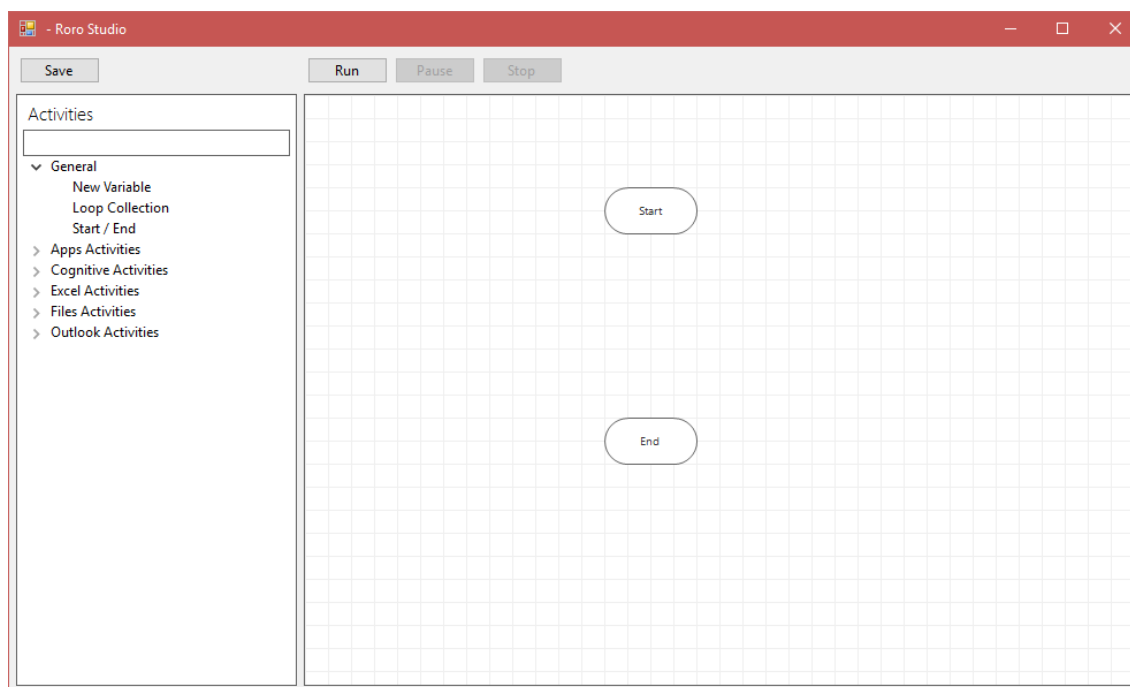 - Roro Studio
Save
Run
Pause
Stop
Activities
General
New Variable
Loop Collection
Start / End
Apps Activities
Cognitive Activities
Excel Activities
Files Activities
Outlook Activities
Start
End